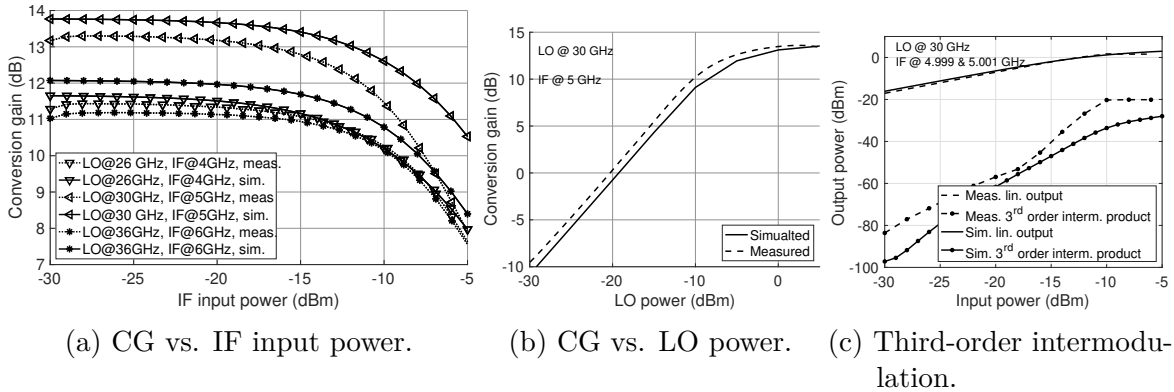 14
13
12
11
10
9
8
7
Conversion gain (dB)
LO@26 GHz, IF@4GHz, meas.
LO@26GHz, IF@4GHz, sim.
LO@30GHz, IF@5GHz, meas
LO@30 GHz, IF@5GHz, sim.
LO@36GHz, IF@6GHz, meas.
LO@36GHz, IF@6GHz, sim.
-30 -25 -20 -15 -10 -5
IF input power (dBm)
(a) CG vs. IF input power.
15
10
5
0
-5
-10
Conversion gain (dB)
LO @ 30 GHz
IF @ 5 GHz
Simualted
Measured
-30 -20 -10 0
LO power (dBm)
(b) CG vs. LO power.
0
-20
-40
-60
-80
-100
Output power (dBm)
LO @ 30 GHz
IF @ 4.999 & 5.001 GHz
Meas. lin. output
Meas. 3rd order interm. product
Sim. lin. output
Sim. 3rd order interm. product
-30 -25 -20 -15 -10 -5
Input power (dBm)
(c) Third-order intermodu-
lation.